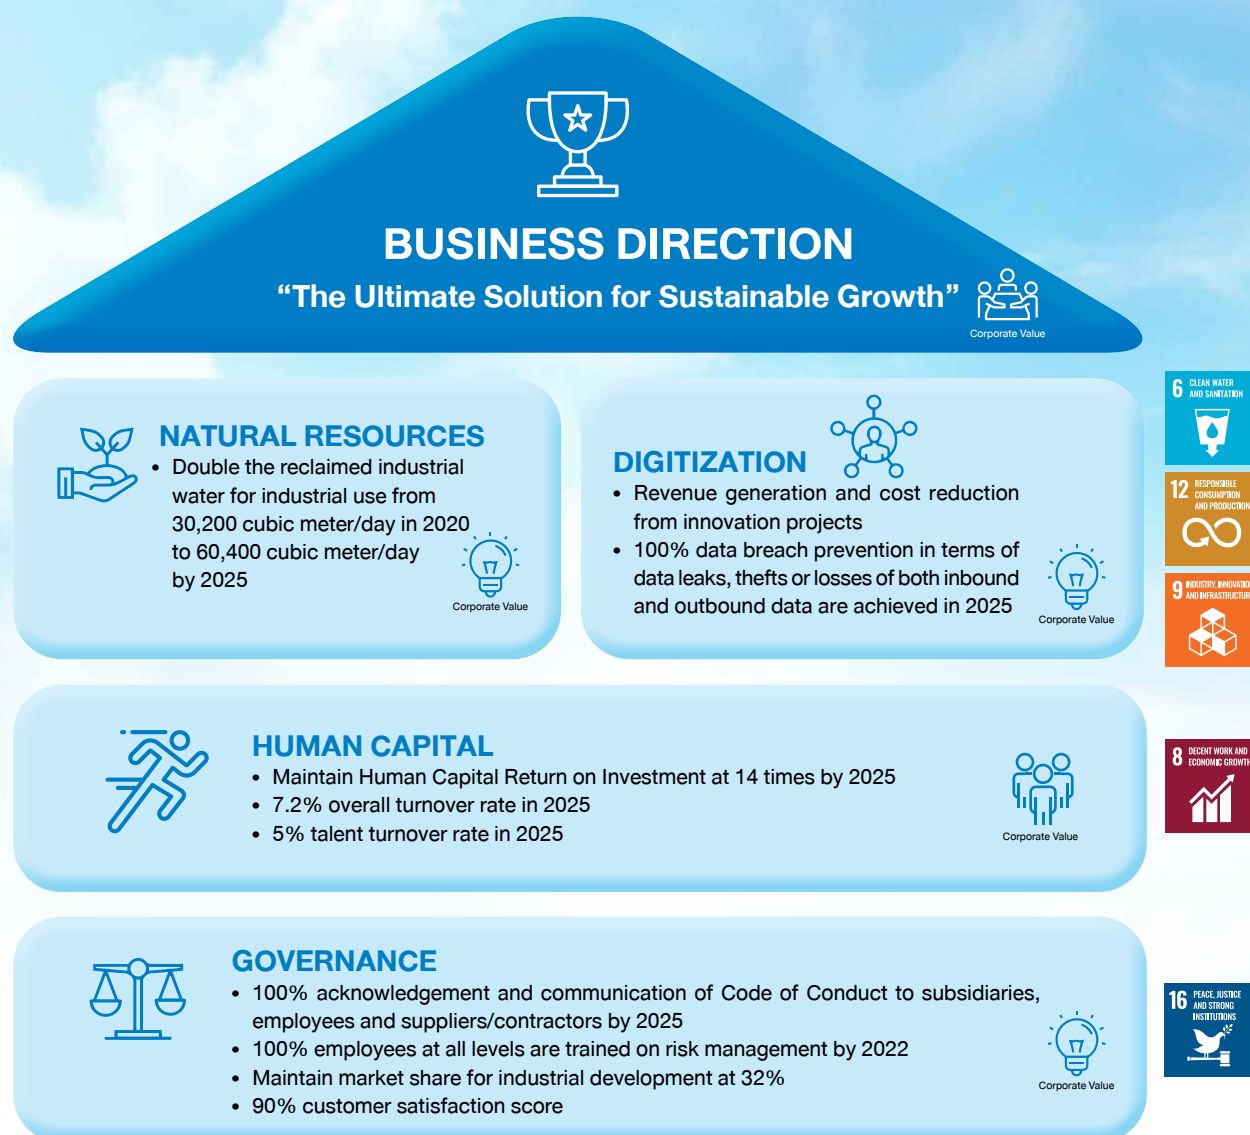 BUSINESS DIRECTION
“The Ultimate Solution for Sustainable Growth”
Corporate Value
NATURAL RESOURCES
• Double the reclaimed industrial
water for industrial use from
30,200 cubic meter/day in 2020
to 60,400 cubic meter/day
by 2025
Corporate Value
DIGITIZATION
• Revenue generation and cost reduction
from innovation projects
• 100% data breach prevention in terms of
data leaks, thefts or losses of both inbound
and outbound data are achieved in 2025
Corporate Value
6 CLEAN WATER
AND SANITATION
12 RESPONSIBLE
CONSUMPTION
AND PRODUCTION
9 INDUSTRY, INNOVATIO
AND INFRASTRUCTUR
HUMAN CAPITAL
• Maintain Human Capital Return on Investment at 14 times by 2025
• 7.2% overall turnover rate in 2025
• 5% talent turnover rate in 2025
Corporate Value
8 DECENT WORK AND
ECONOMIC GROWTH
GOVERNANCE
• 100% acknowledgement and communication of Code of Conduct to subsidiaries,
employees and suppliers/contractors by 2025
• 100% employees at all levels are trained on risk management by 2022
• Maintain market share for industrial development at 32%
• 90% customer satisfaction score
Corporate Value
16 PEACE, JUSTICE
AND STRONG
INSTITUTIONS